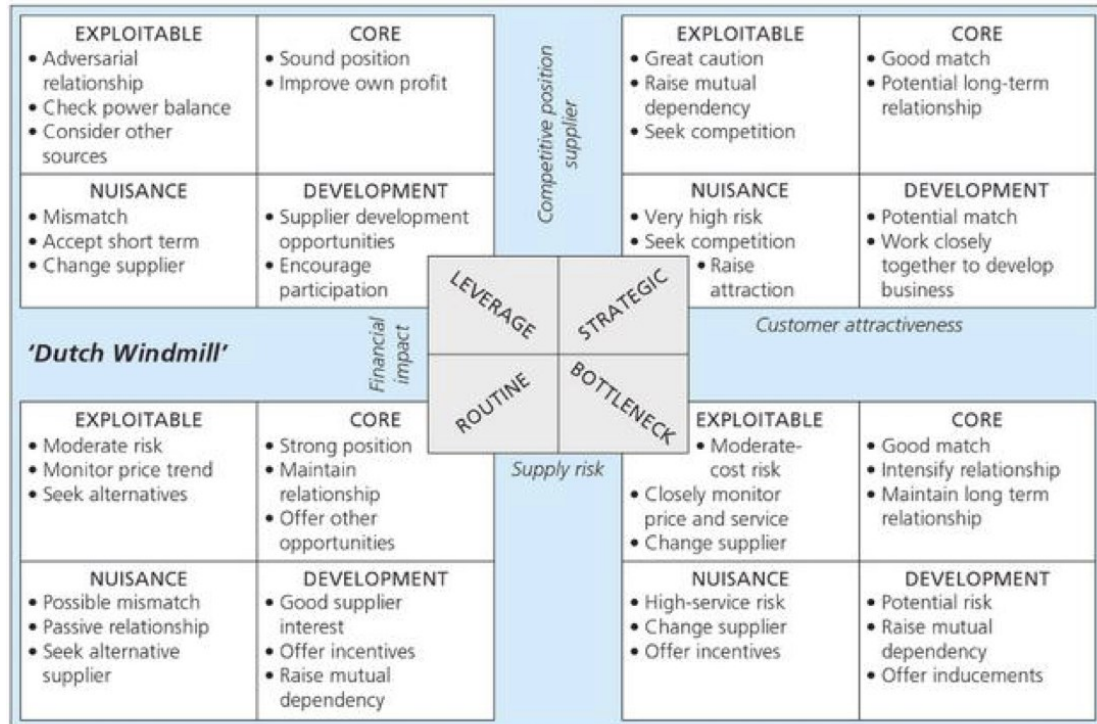 EXPLOITABLE
• Adversarial
relationship
• Check power balance
• Consider other
sources
CORE
• Sound position
• Improve own profit
NUISANCE
• Mismatch
• Accept short term
• Change supplier
DEVELOPMENT
• Supplier development
opportunities
• Encourage
participation
Competitive position
supplier
EXPLOITABLE
• Great caution
• Raise mutual
dependency
• Seek competition
CORE
• Good match
• Potential long-term
relationship
NUISANCE
• Very high risk
• Seek competition
• Raise
attraction
DEVELOPMENT
• Potential match
• Work closely
together to develop
business
LEVERAGE
STRATEGIC
ROUTINE
BOTTLENECK
'Dutch Windmill'
Financial
impact
Customer attractiveness
Supply risk
EXPLOITABLE
• Moderate risk
• Monitor price trend
• Seek alternatives
CORE
• Strong position
• Maintain
relationship
• Offer other
opportunities
NUISANCE
• Possible mismatch
• Passive relationship
• Seek alternative
supplier
DEVELOPMENT
• Good supplier
interest
• Offer incentives
• Raise mutual
dependency
EXPLOITABLE
• Moderate-
cost risk
• Closely monitor
price and service
• Change supplier
CORE
• Good match
• Intensify relationship
• Maintain long term
relationship
NUISANCE
• High-service risk
• Change supplier
• Offer incentives
DEVELOPMENT
• Potential risk
• Raise mutual
dependency
• Offer inducements